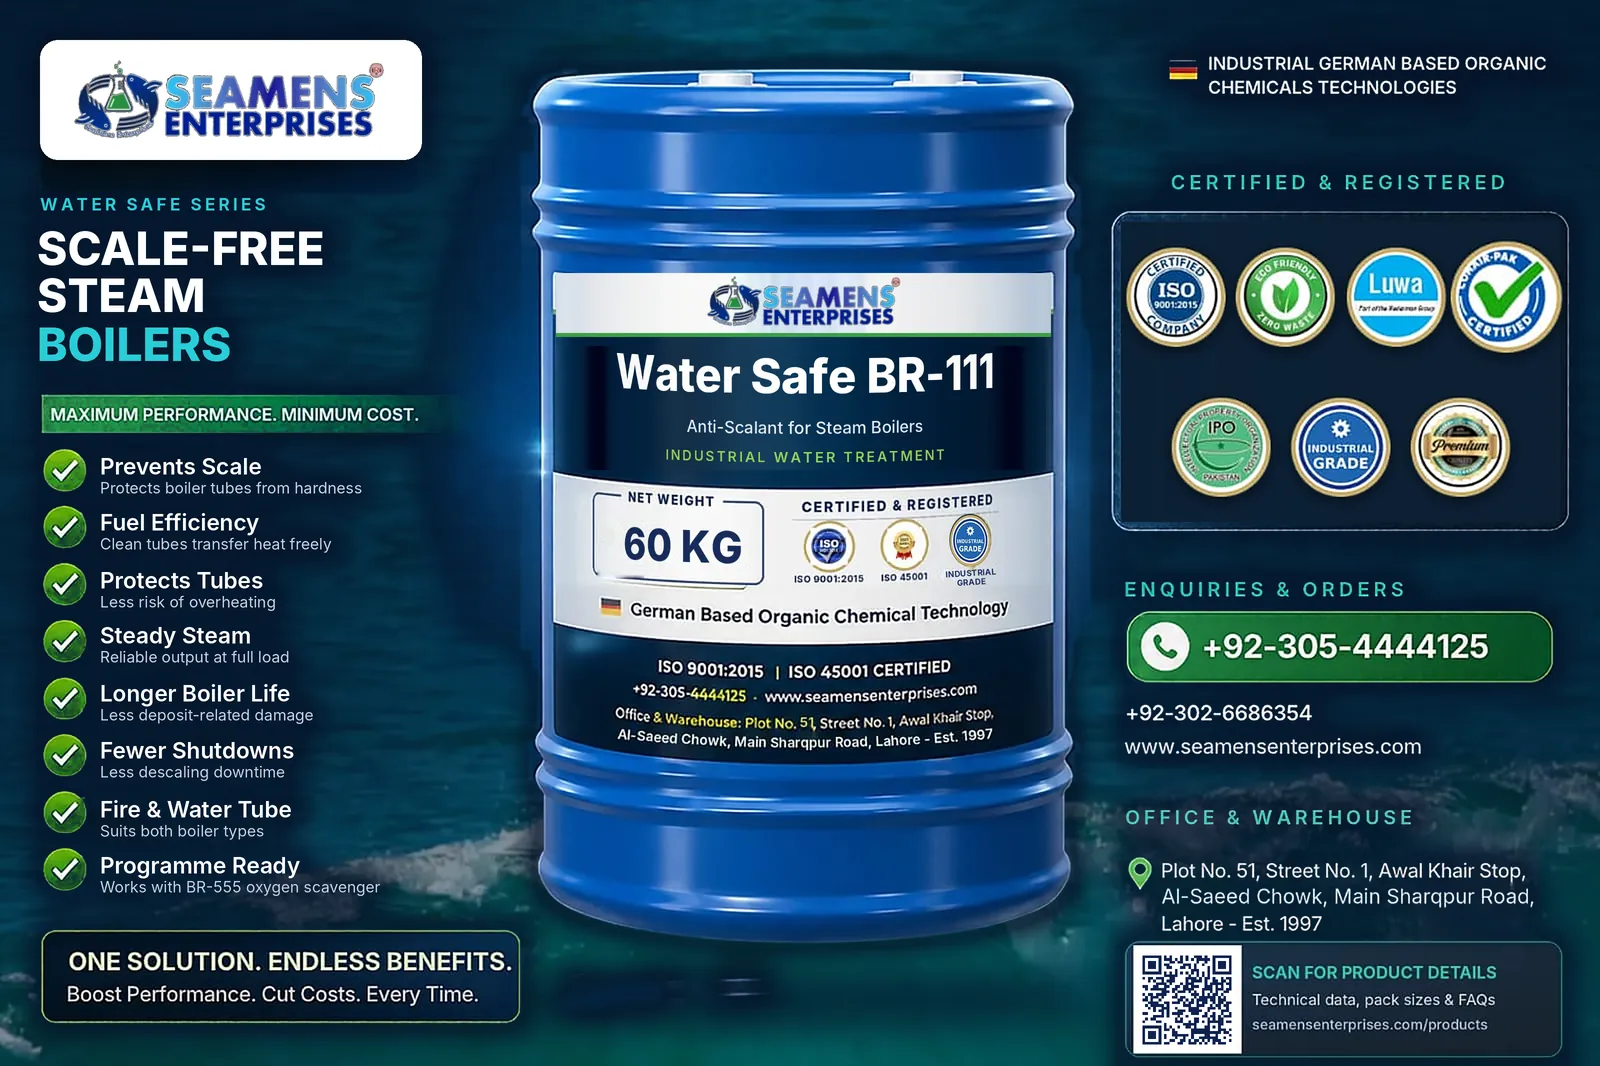 SEAMENS
ENTERPRISES
WATER SAFE SERIES
SCALE-FREE
STEAM
BOILERS
MAXIMUM PERFORMANCE. MINIMUM COST.
Prevents Scale
Protects boiler tubes from hardness
Fuel Efficiency
Clean tubes transfer heat freely
Protects Tubes
Less risk of overheating
Steady Steam
Reliable output at full load
Longer Boiler Life
Less deposit-related damage
Fewer Shutdowns
Less descaling downtime
Fire & Water Tube
Suits both boiler types
Programme Ready
Works with BR-555 oxygen scavenger
ONE SOLUTION. ENDLESS BENEFITS.
Boost Performance. Cut Costs. Every Time.
SEAMENS
ENTERPRISES
Water Safe BR-111
Anti-Scalant for Steam Boilers
INDUSTRIAL WATER TREATMENT
NET WEIGHT
60 KG
CERTIFIED & REGISTERED
ISO
INDUSTRIAL
GRADE
ISO 9001:2015
ISO 45001
INDUSTRIAL
GRADE
German Based Organic Chemical Technology
ISO 9001:2015 | ISO 45001 CERTIFIED
+92-305-4444125 · www.seamensenterprises.com
Office & Warehouse: Plot No. 51, Street No. 1, Awal Khair Stop,
Al-Saeed Chowk, Main Sharqpur Road, Lahore - Est. 1997
INDUSTRIAL GERMAN BASED ORGANIC
CHEMICALS TECHNOLOGIES
CERTIFIED & REGISTERED
CERTIFIED
ISO
9001:2015
COMPANY
ECO FRIENDLY
ZERO WASTE
Luwa
Part of the Group
CERTIFIED
INTELLECTUAL PROPERTY ORGANIZATION
IPO
PAKISTAN
INDUSTRIAL
GRADE
Premium
ENQUIRIES & ORDERS
+92-305-4444125
+92-302-6686354
www.seamensenterprises.com
OFFICE & WAREHOUSE
Plot No. 51, Street No. 1, Awal Khair Stop,
Al-Saeed Chowk, Main Sharqpur Road,
Lahore - Est. 1997
SCAN FOR PRODUCT DETAILS
Technical data, pack sizes & FAQs
seamensenterprises.com/products